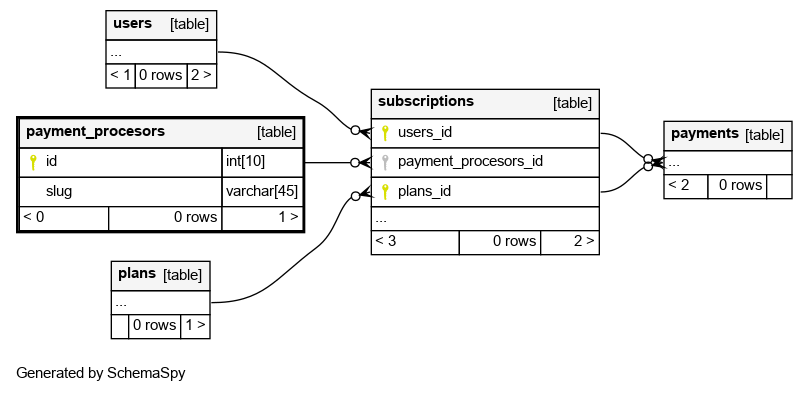 users [table]
...
< 1 0 rows 2 >
payment_procesors [table]
id int[10]
slug varchar[45]
< 0 0 rows 1 >
plans [table]
...
0 rows 1 >
subscriptions [table]
users_id
payment_procesors_id
plans_id
...
< 3 0 rows 2 >
payments [table]
...
< 2 0 rows
Generated by SchemaSpy